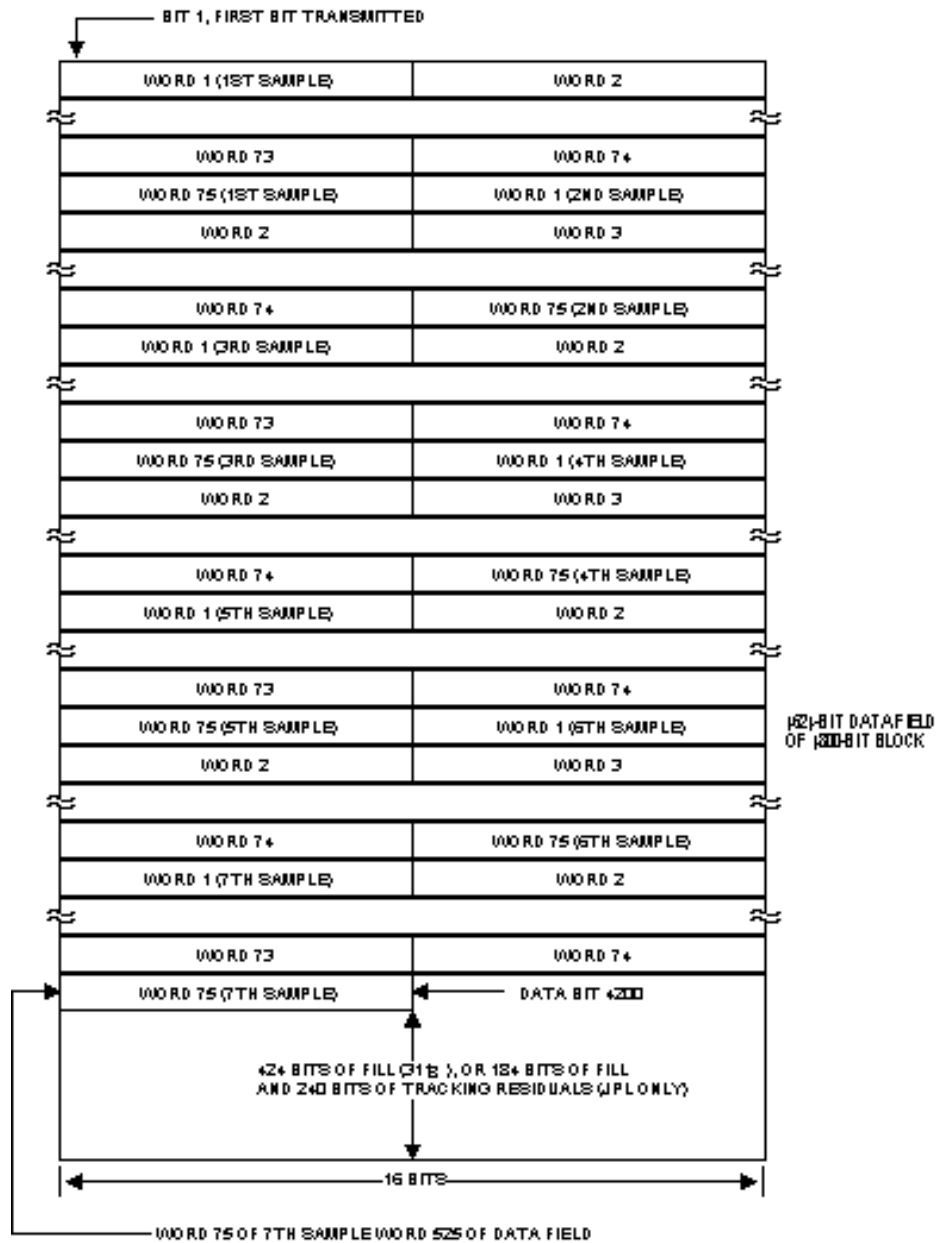 BIT 1, FIRST BIT TRANSMITTED
WORD 1 (1ST SAMPLE) WORD 2
WORD 73 WORD 74
WORD 75 (1ST SAMPLE) WORD 1 (2ND SAMPLE)
WORD 2 WORD 3
WORD 74 WORD 75 (2ND SAMPLE)
WORD 1 (3RD SAMPLE) WORD 2
WORD 73 WORD 74
WORD 75 (3RD SAMPLE) WORD 1 (4TH SAMPLE)
WORD 2 WORD 3
WORD 74 WORD 75 (4TH SAMPLE)
WORD 1 (5TH SAMPLE) WORD 2
WORD 73 WORD 74
WORD 75 (5TH SAMPLE) WORD 1 (6TH SAMPLE)
-BIT DATA FIELD
WORD 2 WORD 3
OF BIT BLOCK
WORD 74 WORD 75 (6TH SAMPLE)
WORD 1 (7TH SAMPLE) WORD 2
WORD 73 WORD 74
WORD 75 (7TH SAMPLE) DATA BIT 4200
424 BITS OF FILL ( ), OR 184 BITS OF FILL
AND 240 BITS OF TRACKING RESIDUALS (JPL ONLY)
16 BITS
WORD 75 OF 7TH SAMPLE WORD 525 OF DATA FIELD